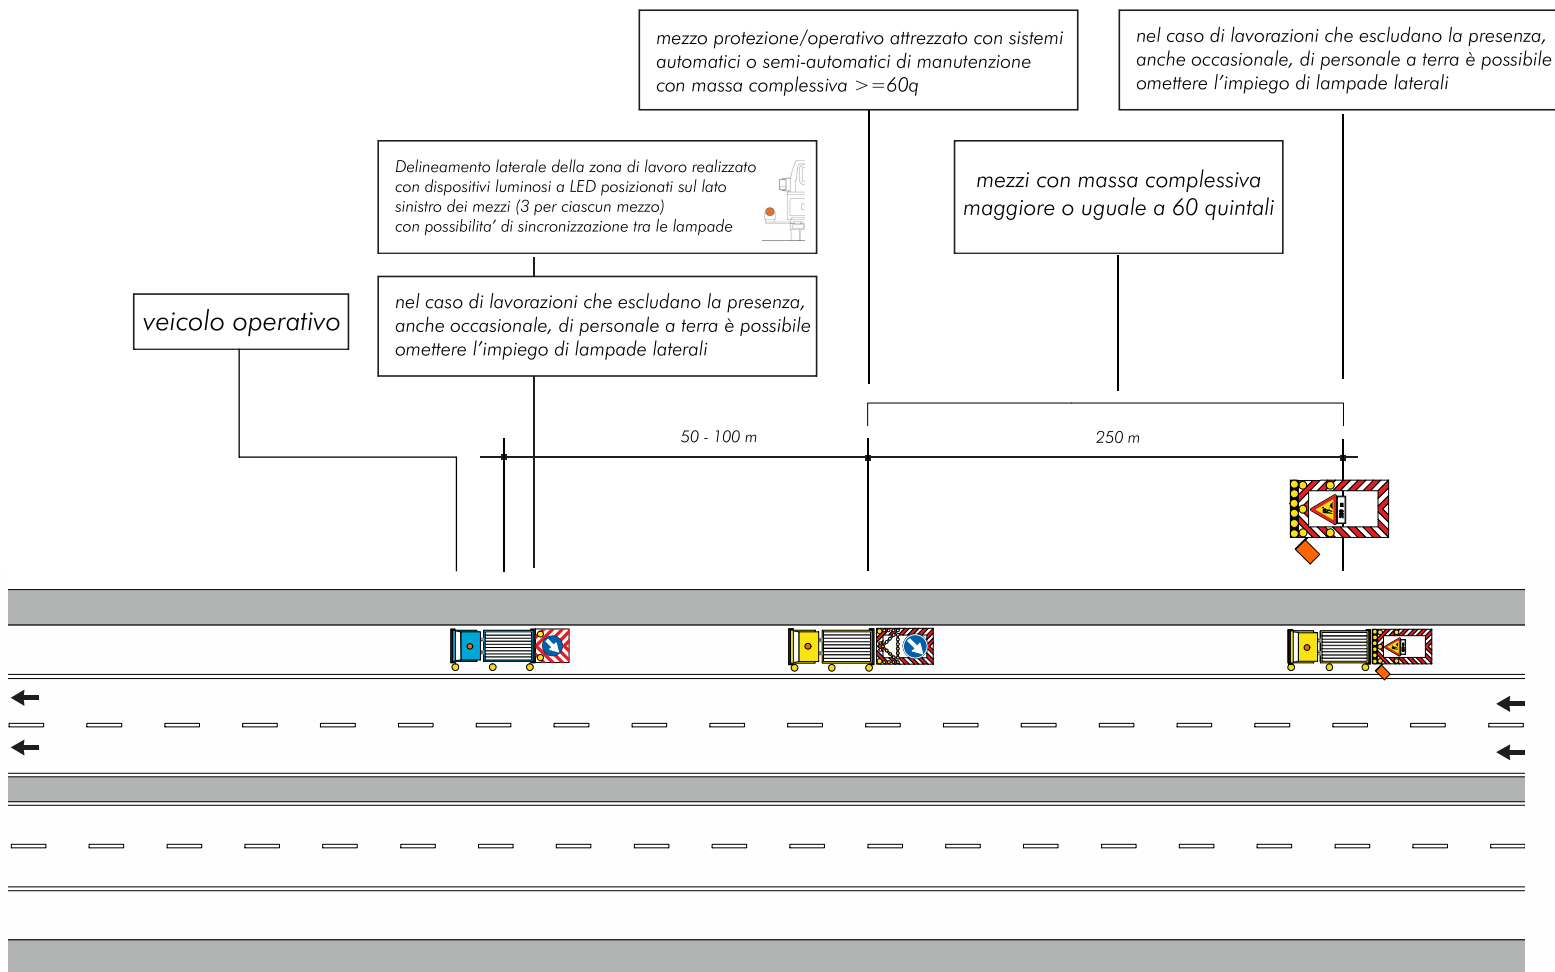 mezzo protezione/operativo attrezzato con sistemi
automatici o semi-automatici di manutenzione
con massa complessiva >=60q
nel caso di lavorazioni che escludano la presenza,
anche occasionale, di personale a terra è possibile
omettere l'impiego di lampade laterali
Delineamento laterale della zona di lavoro realizzato
con dispositivi luminosi a LED posizionati sul lato
sinistro dei mezzi (3 per ciascun mezzo)
con possibilita' di sincronizzazione tra le lampade
mezzi con massa complessiva
maggiore o uguale a 60 quintali
veicolo operativo
nel caso di lavorazioni che escludano la presenza,
anche occasionale, di personale a terra è possibile
omettere l'impiego di lampade laterali
50 - 100 m
250 m